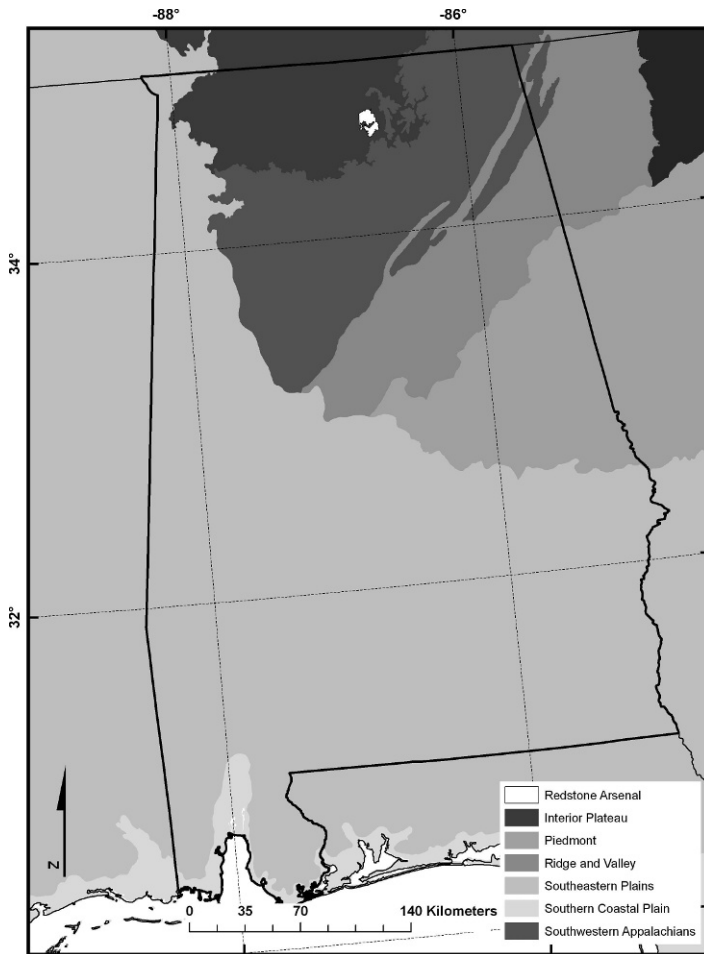 -88° -86°
34°
32°
N
0 35 70 140 Kilometers
Redstone Arsenal
Interior Plateau
Piedmont
Ridge and Valley
Southeastern Plains
Southern Coastal Plain
Southwestern Appalachians